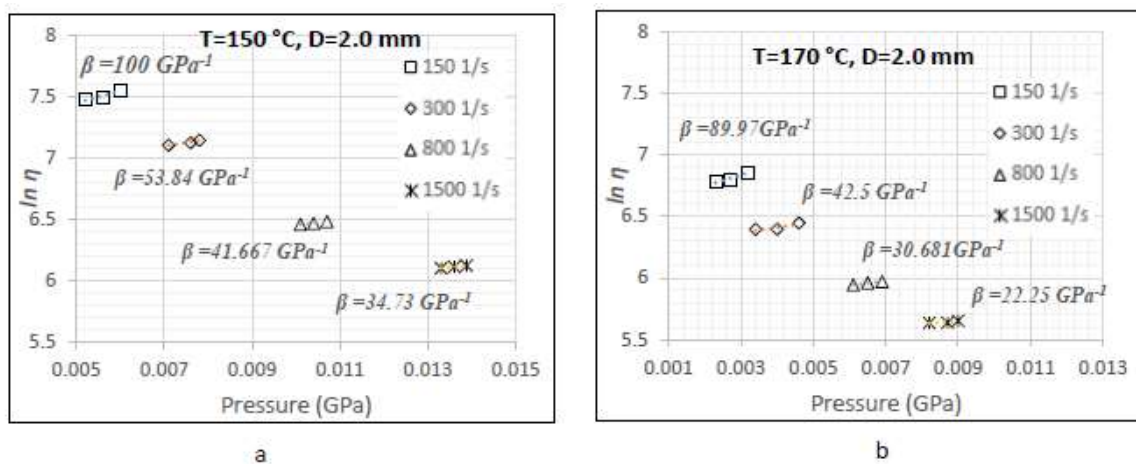 T=150 °C, D=2.0 mm
β =100 GPa⁻¹
150 1/s
300 1/s
800 1/s
1500 1/s
β =53.84 GPa⁻¹
β =41.667 GPa⁻¹
β =34.73 GPa⁻¹
ln η
8
7.5
7
6.5
6
5.5
0.005
0.007
0.009
0.011
0.013
0.015
Pressure (GPa)
a
T=170 °C, D=2.0 mm
150 1/s
300 1/s
800 1/s
1500 1/s
β =89.97GPa⁻¹
β =42.5 GPa⁻¹
β =30.681GPa⁻¹
β =22.25 GPa⁻¹
ln η
8
7.5
7
6.5
6
5.5
0.001
0.003
0.005
0.007
0.009
0.011
0.013
Pressure (GPa)
b